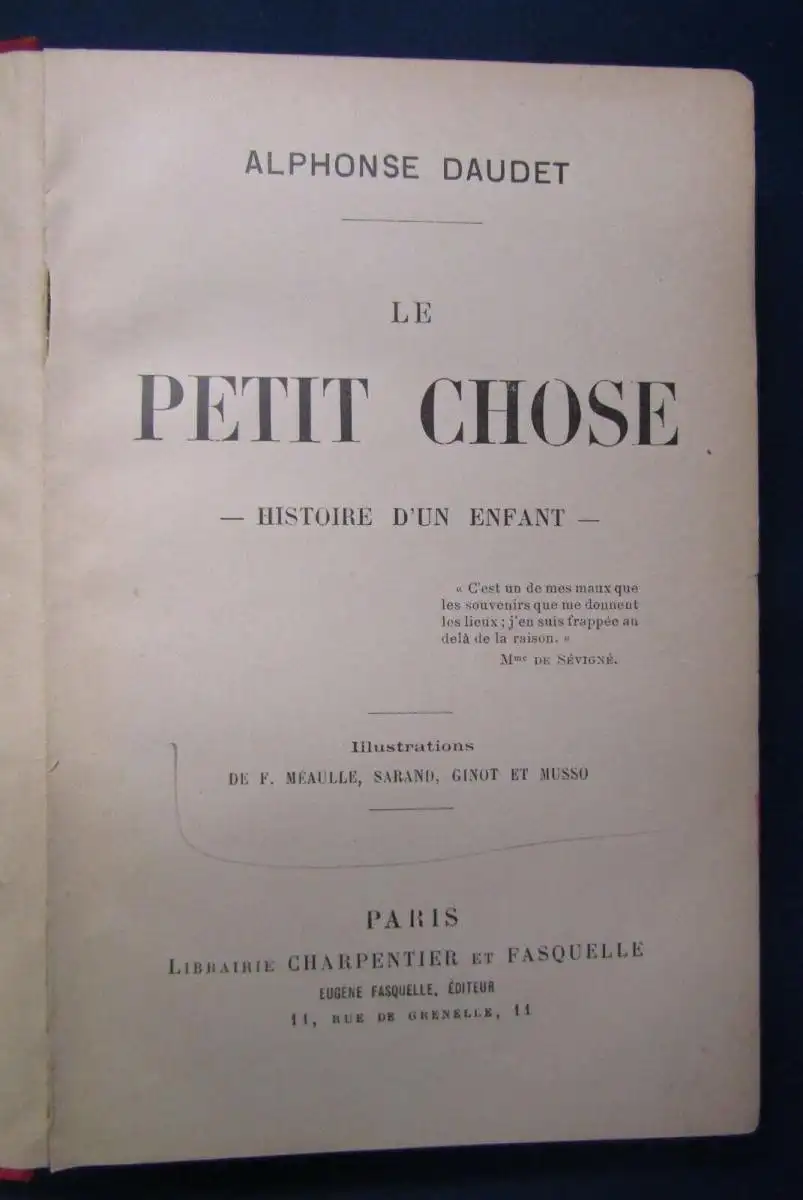 ALPHONSE DAUDET
LE
PETIT CHOSE
— HISTOIRE D'UN ENFANT —
« C'est un de mes maux que
les souvenirs que me donnent
les lieux ; j'en suis frappée au
delà de la raison. »
Mme DE SÉVIGNÉ.
Illustrations
DE F. MÉAULLE, SARAND, GINOT ET MUSSO
PARIS
LIBRAIRIE CHARPENTIER ET FASQUELLE
EUGÈNE FASQUELLE, ÉDITEUR
11, RUE DE GRENELLE, 11